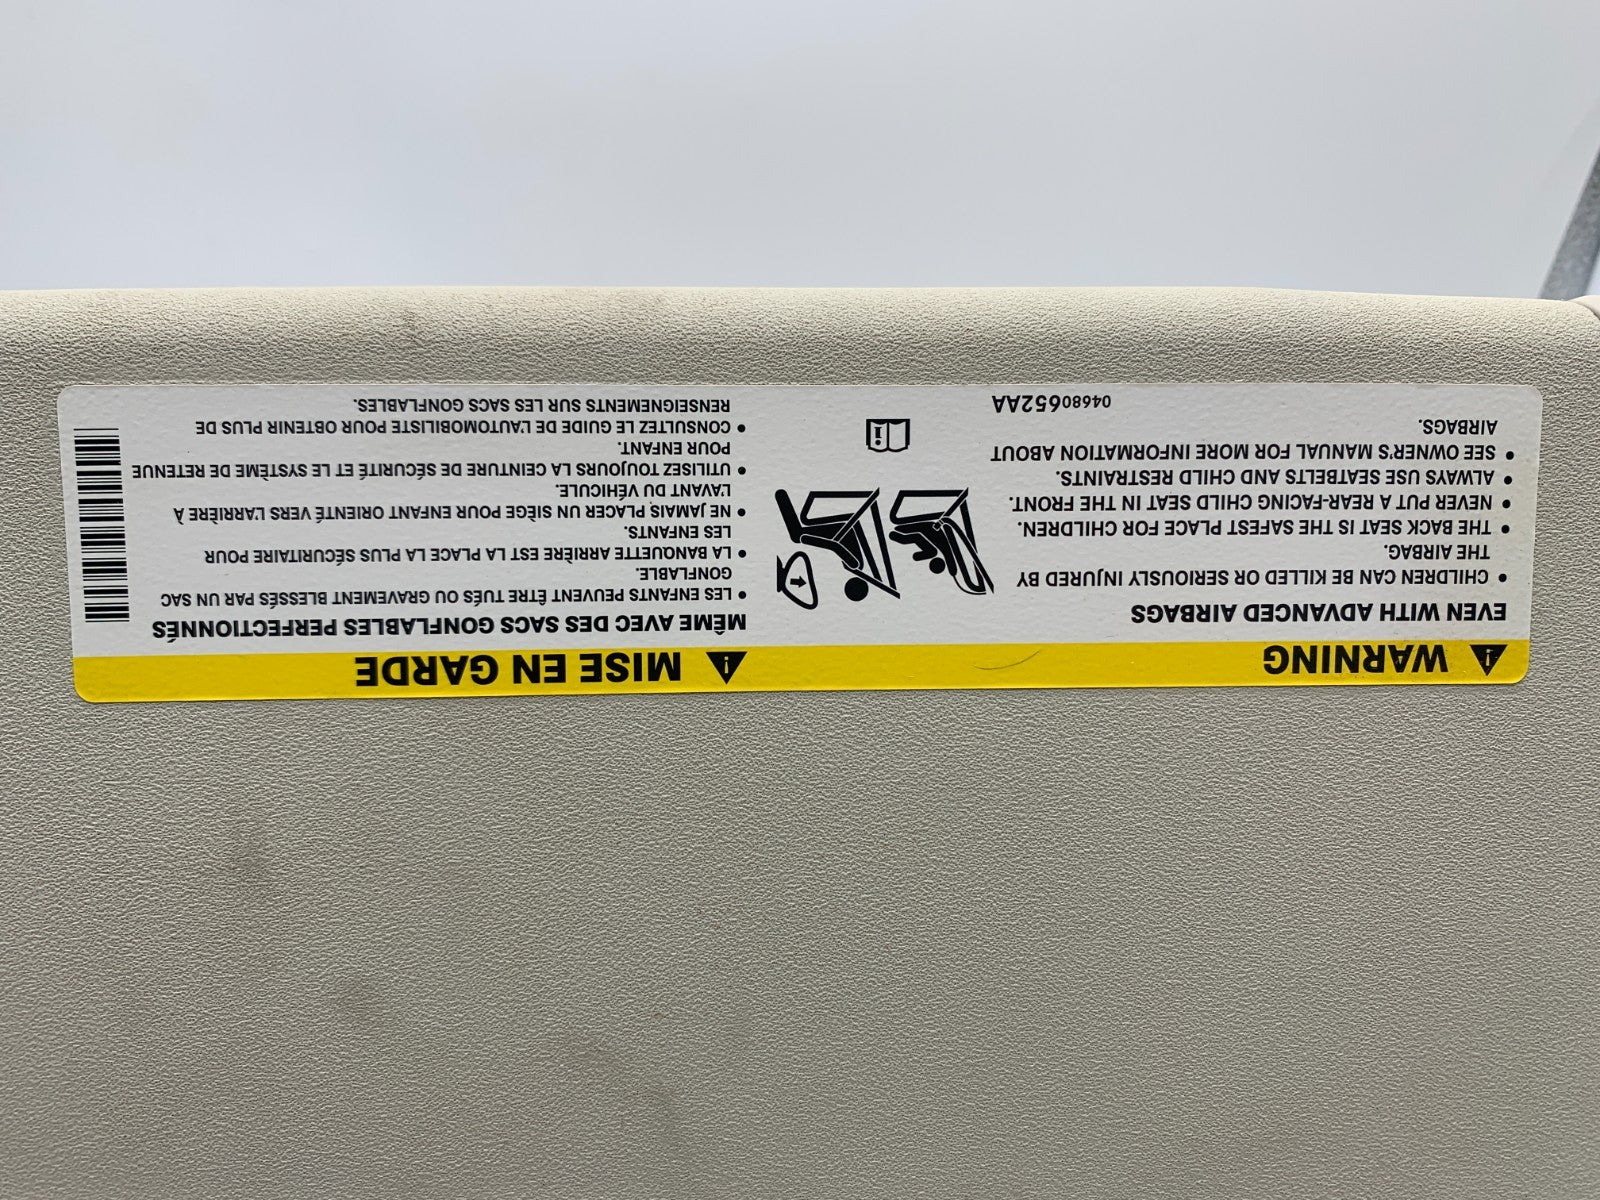 WARNING
EVEN WITH ADVANCED AIRBAGS
• CHILDREN CAN BE KILLED OR SERIOUSLY INJURED BY
THE AIRBAG.
• THE BACK SEAT IS THE SAFEST PLACE FOR CHILDREN.
• NEVER PUT A REAR-FACING CHILD SEAT IN THE FRONT.
• ALWAYS USE SEATBELTS AND CHILD RESTRAINTS.
• SEE OWNER'S MANUAL FOR MORE INFORMATION ABOUT
AIRBAGS.
04680652AA
MISE EN GARDE
MÊME AVEC DES SACS GONFLABLES PERFECTIONNÉS
• LES ENFANTS PEUVENT ÊTRE TUÉS OU GRAVEMENT BLESSÉS PAR UN SAC
GONFLABLE.
• LA BANQUETTE ARRIÈRE EST LA PLACE LA PLUS SÉCURITAIRE POUR
LES ENFANTS.
• NE JAMAIS PLACER UN SIÈGE POUR ENFANT ORIENTÉ VERS L'ARRIÈRE À
L'AVANT DU VÉHICULE.
• UTILISEZ TOUJOURS LA CEINTURE DE SÉCURITÉ ET LE SYSTÈME DE RETENUE
POUR ENFANT.
• CONSULTEZ LE GUIDE DE L'AUTOMOBILISTE POUR OBTENIR PLUS DE
RENSEIGNEMENTS SUR LES SACS GONFLABLES.